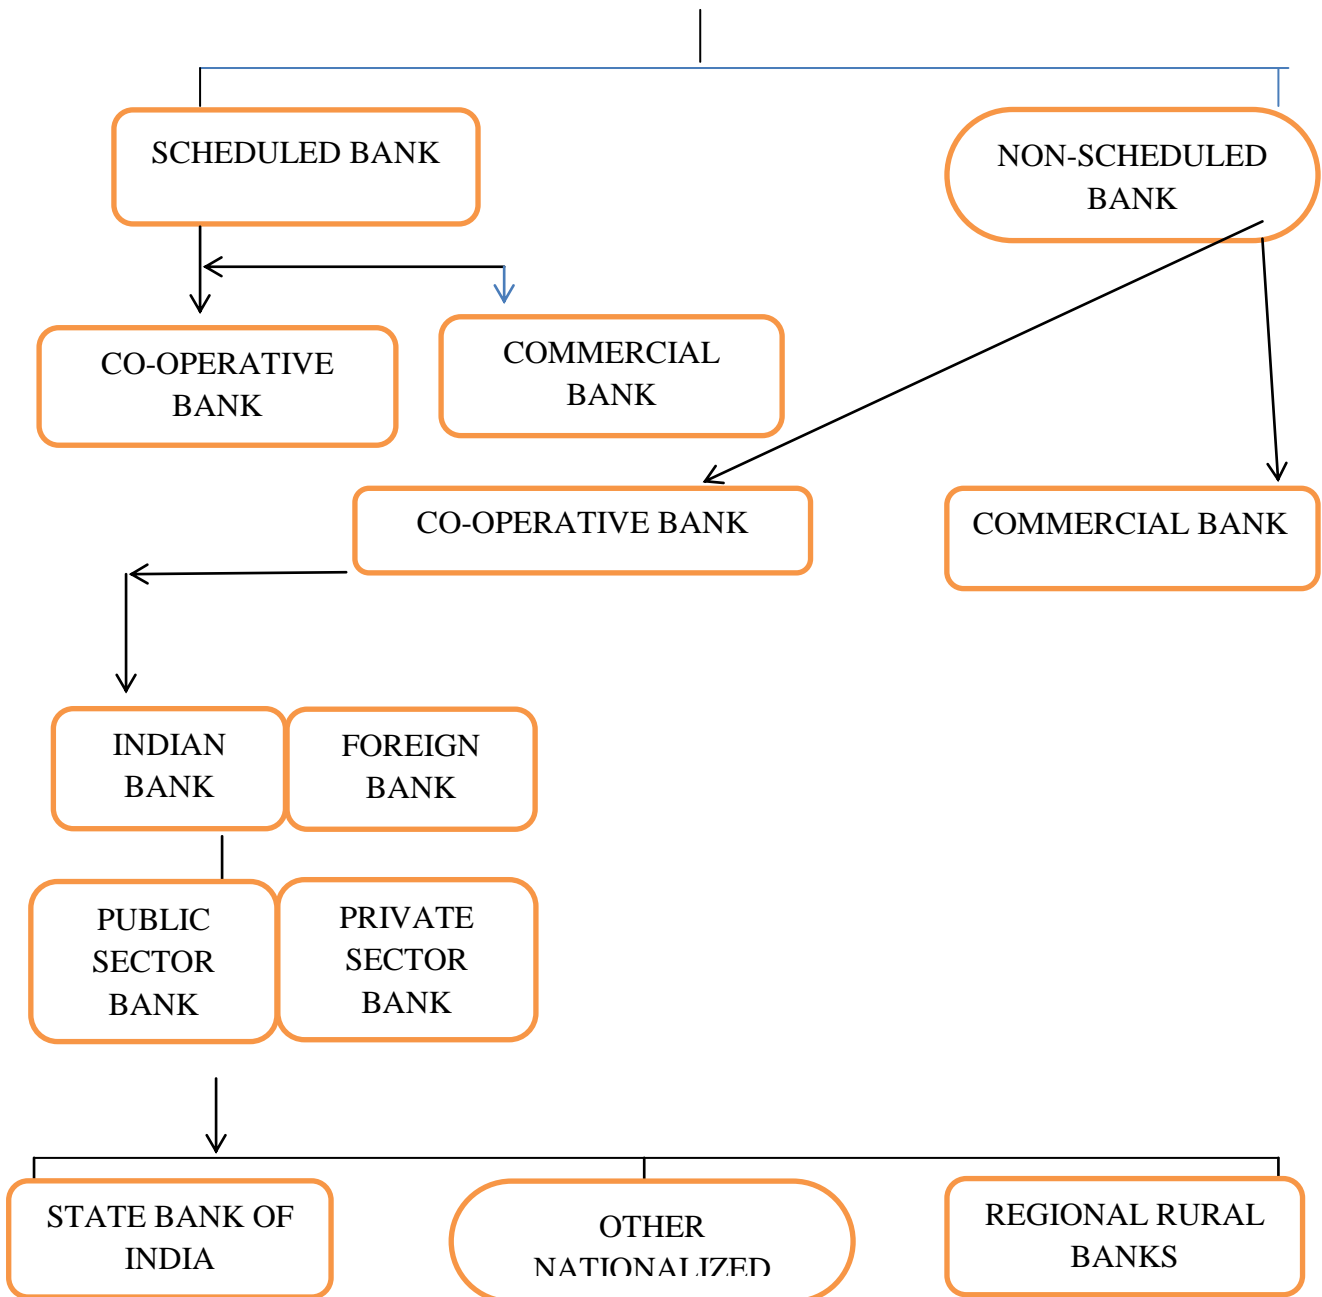 SCHEDULED BANK
NON-SCHEDULED
BANK
CO-OPERATIVE
BANK
COMMERCIAL
BANK
CO-OPERATIVE BANK
COMMERCIAL BANK
INDIAN
BANK
FOREIGN
BANK
PUBLIC
SECTOR
BANK
PRIVATE
SECTOR
BANK
STATE BANK OF
INDIA
OTHER
NATIONALIZED
REGIONAL RURAL
BANKS